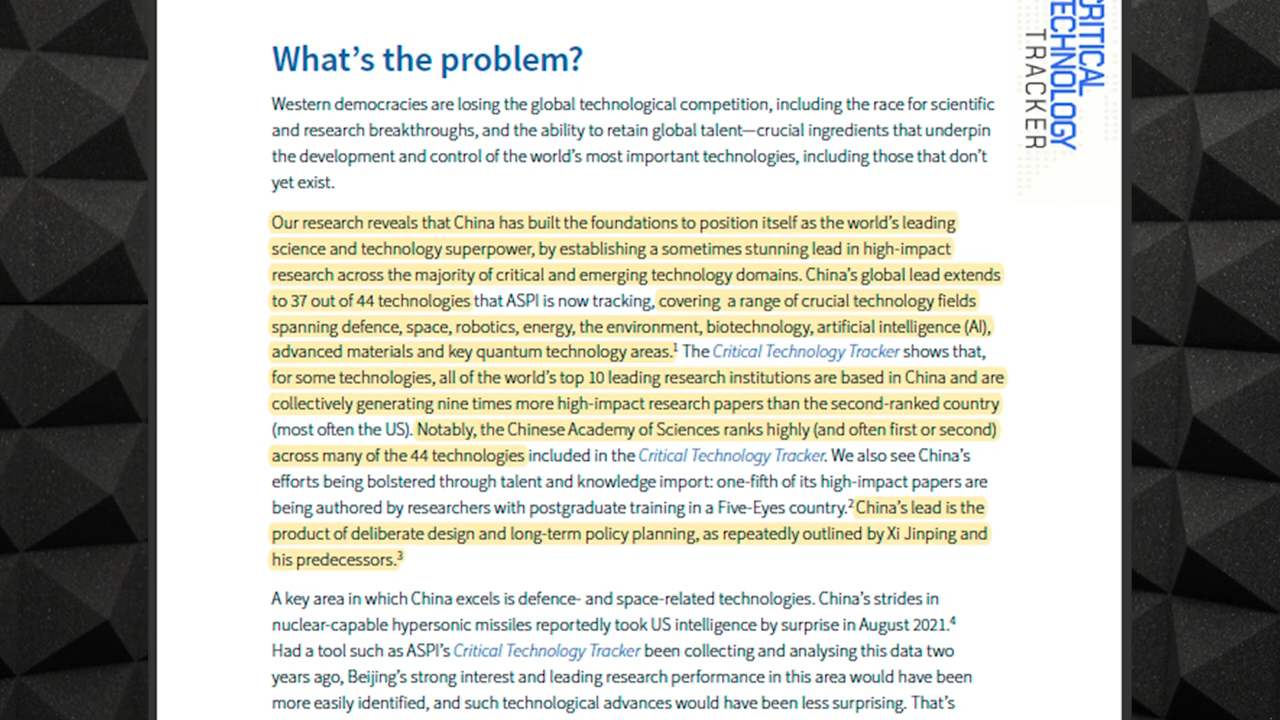 What's the problem?
Western democracies are losing the global technological competition, including the race for scientific
and research breakthroughs, and the ability to retain global talent—crucial ingredients that underpin
the development and control of the world's most important technologies, including those that don't
yet exist.
Our research reveals that China has built the foundations to position itself as the world's leading
science and technology superpower, by establishing a sometimes stunning lead in high-impact
research across the majority of critical and emerging technology domains. China's global lead extends
to 37 out of 44 technologies that ASPI is now tracking, covering a range of crucial technology fields
spanning defence, space, robotics, energy, the environment, biotechnology, artificial intelligence (AI),
advanced materials and key quantum technology areas.¹ The Critical Technology Tracker shows that,
for some technologies, all of the world's top 10 leading research institutions are based in China and are
collectively generating nine times more high-impact research papers than the second-ranked country
(most often the US). Notably, the Chinese Academy of Sciences ranks highly (and often first or second)
across many of the 44 technologies included in the Critical Technology Tracker. We also see China's
efforts being bolstered through talent and knowledge import: one-fifth of its high-impact papers are
being authored by researchers with postgraduate training in a Five-Eyes country.² China's lead is the
product of deliberate design and long-term policy planning, as repeatedly outlined by Xi Jinping and
his predecessors.³
A key area in which China excels is defence- and space-related technologies. China's strides in
nuclear-capable hypersonic missiles reportedly took US intelligence by surprise in August 2021.⁴
Had a tool such as ASPI's Critical Technology Tracker been collecting and analysing this data two
years ago, Beijing's strong interest and leading research performance in this area would have been
more easily identified, and such technological advances would have been less surprising. That's
CRITICAL
TECHNOLOGY
TRACKER